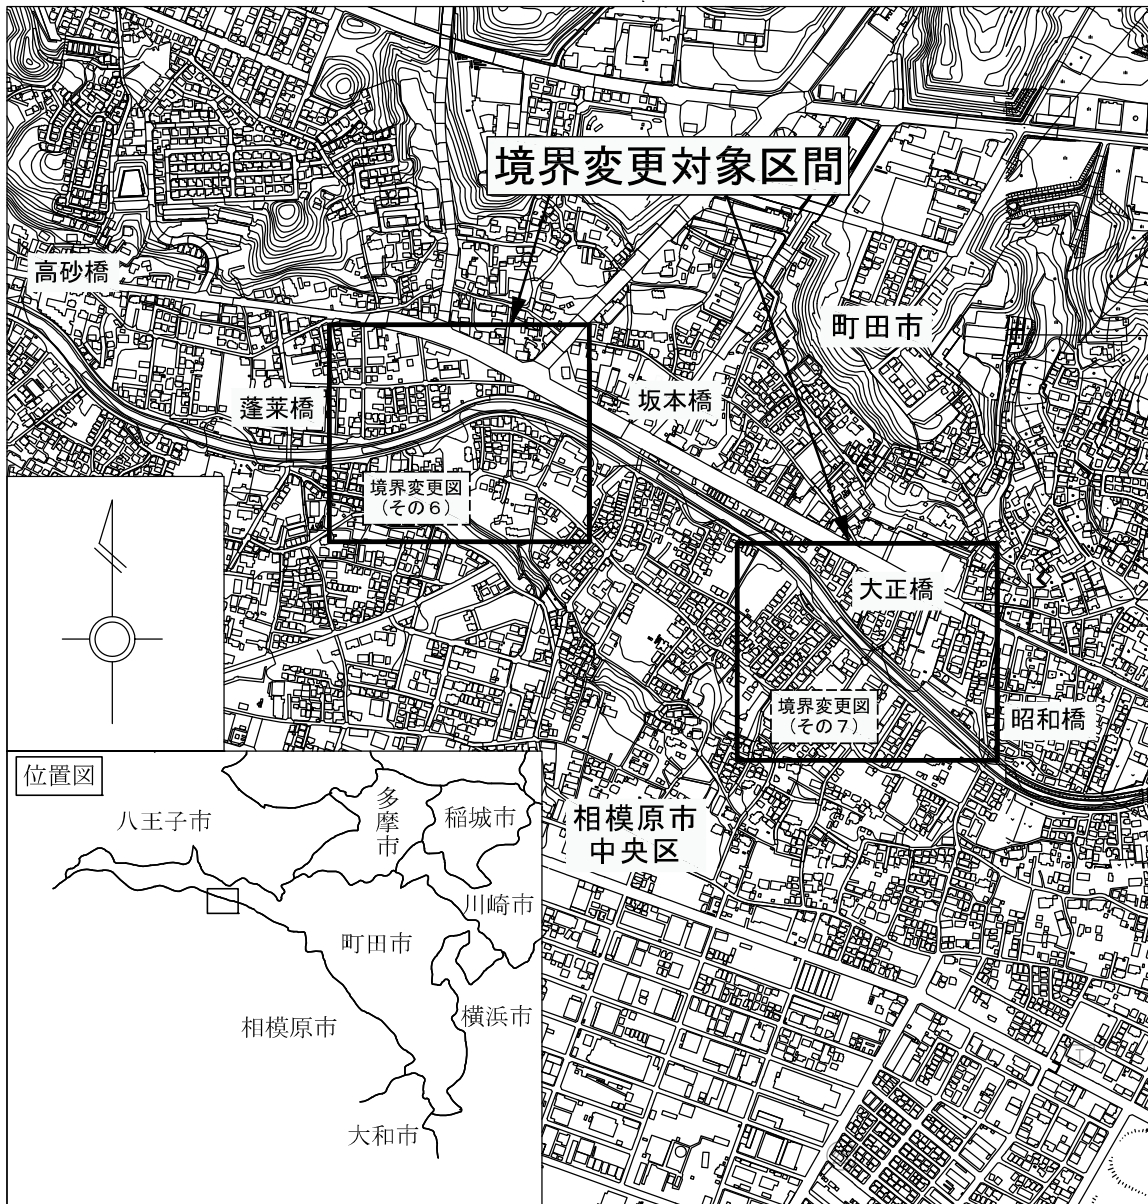 境界変更対象区間
高砂橋
町田市
蓬莱橋
坂本橋
境界変更図
（その６）
大正橋
境界変更図
（その７）
昭和橋
相模原市
中央区
位置図
八王子市
多摩市
稲城市
川崎市
町田市
相模原市
横浜市
大和市